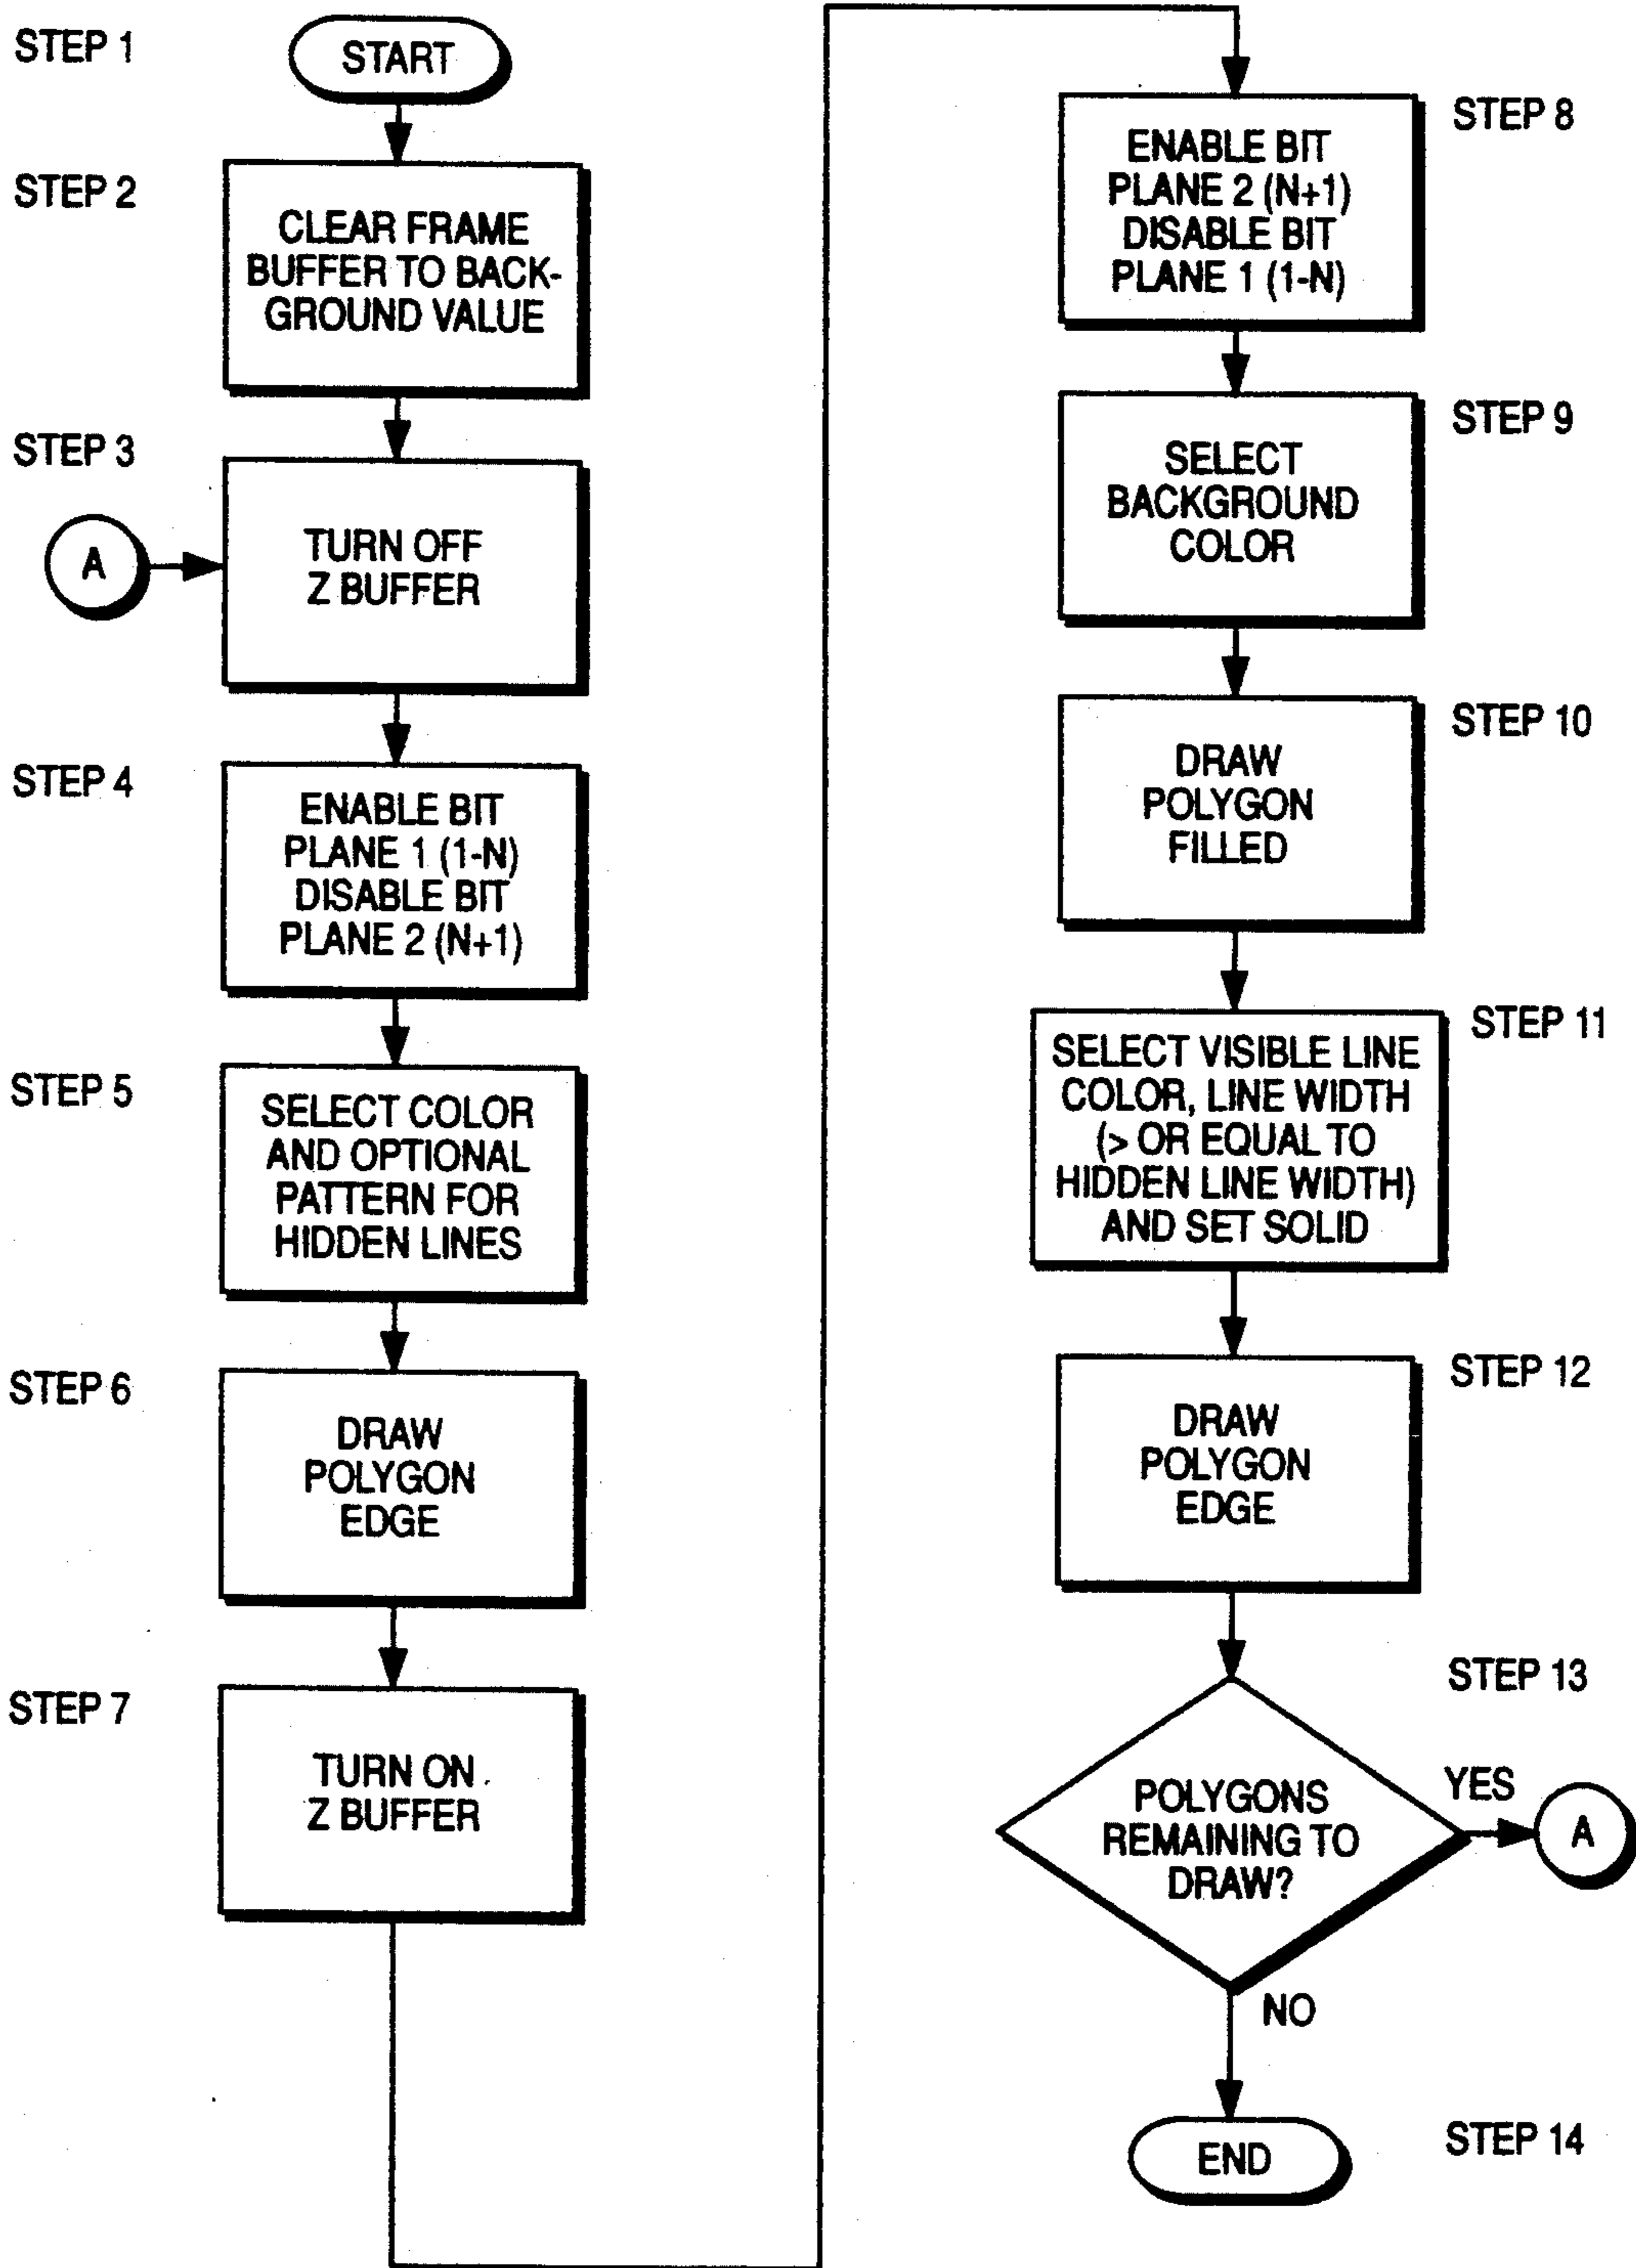 STEP 1
START
STEP 2
CLEAR FRAME
BUFFER TO BACK-
GROUND VALUE
STEP 3
A
TURN OFF
Z BUFFER
STEP 4
ENABLE BIT
PLANE 1 (1-N)
DISABLE BIT
PLANE 2 (N+1)
STEP 5
SELECT COLOR
AND OPTIONAL
PATTERN FOR
HIDDEN LINES
STEP 6
DRAW
POLYGON
EDGE
STEP 7
TURN ON
Z BUFFER
STEP 8
ENABLE BIT
PLANE 2 (N+1)
DISABLE BIT
PLANE 1 (1-N)
STEP 9
SELECT
BACKGROUND
COLOR
STEP 10
DRAW
POLYGON
FILLED
STEP 11
SELECT VISIBLE LINE
COLOR, LINE WIDTH
(> OR EQUAL TO
HIDDEN LINE WIDTH)
AND SET SOLID
STEP 12
DRAW
POLYGON
EDGE
STEP 13
POLYGONS
REMAINING TO
DRAW?
YES
A
NO
STEP 14
END